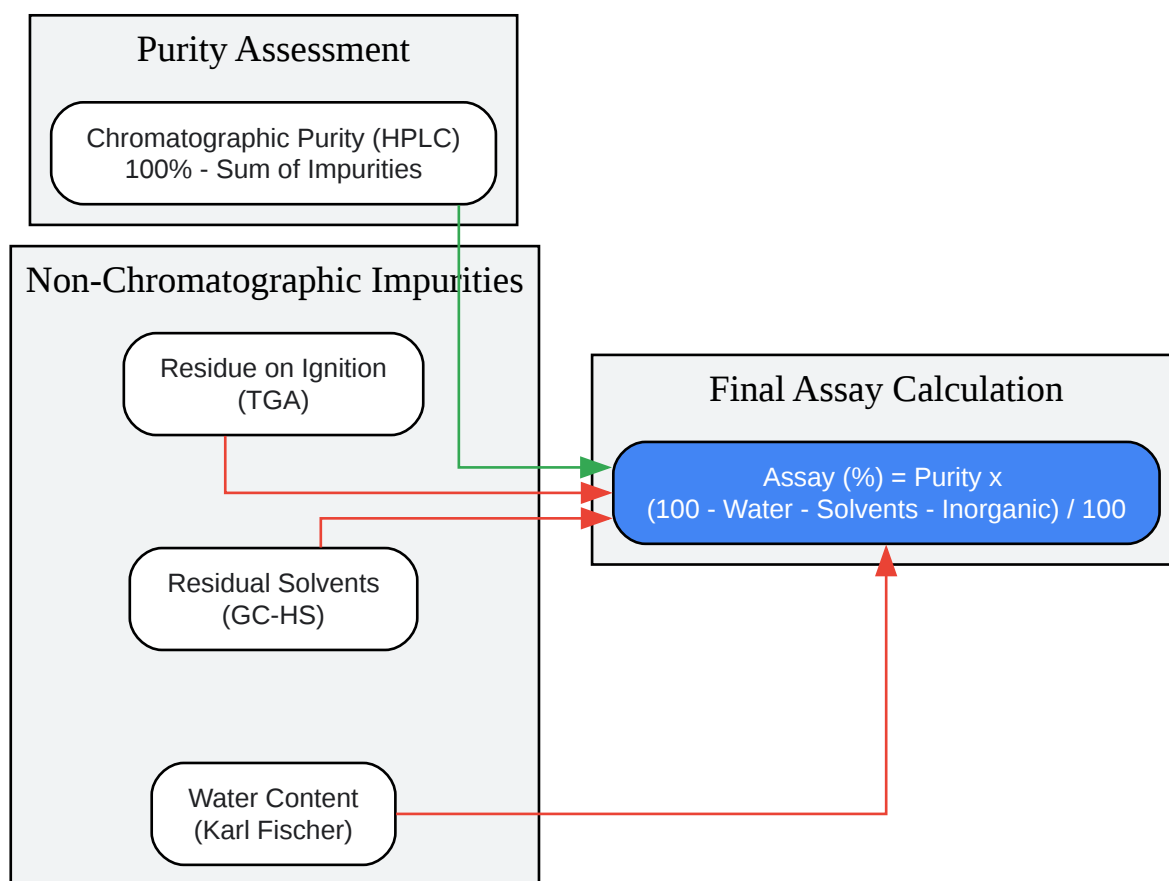 Purity Assessment
Chromatographic Purity (HPLC)
100% - Sum of Impurities
Non-Chromatographic Impurities
Residue on Ignition
(TGA)
Residual Solvents
(GC-HS)
Water Content
(Karl Fischer)
Final Assay Calculation
Assay (%) = Purity x
(100 - Water - Solvents - Inorganic) / 100